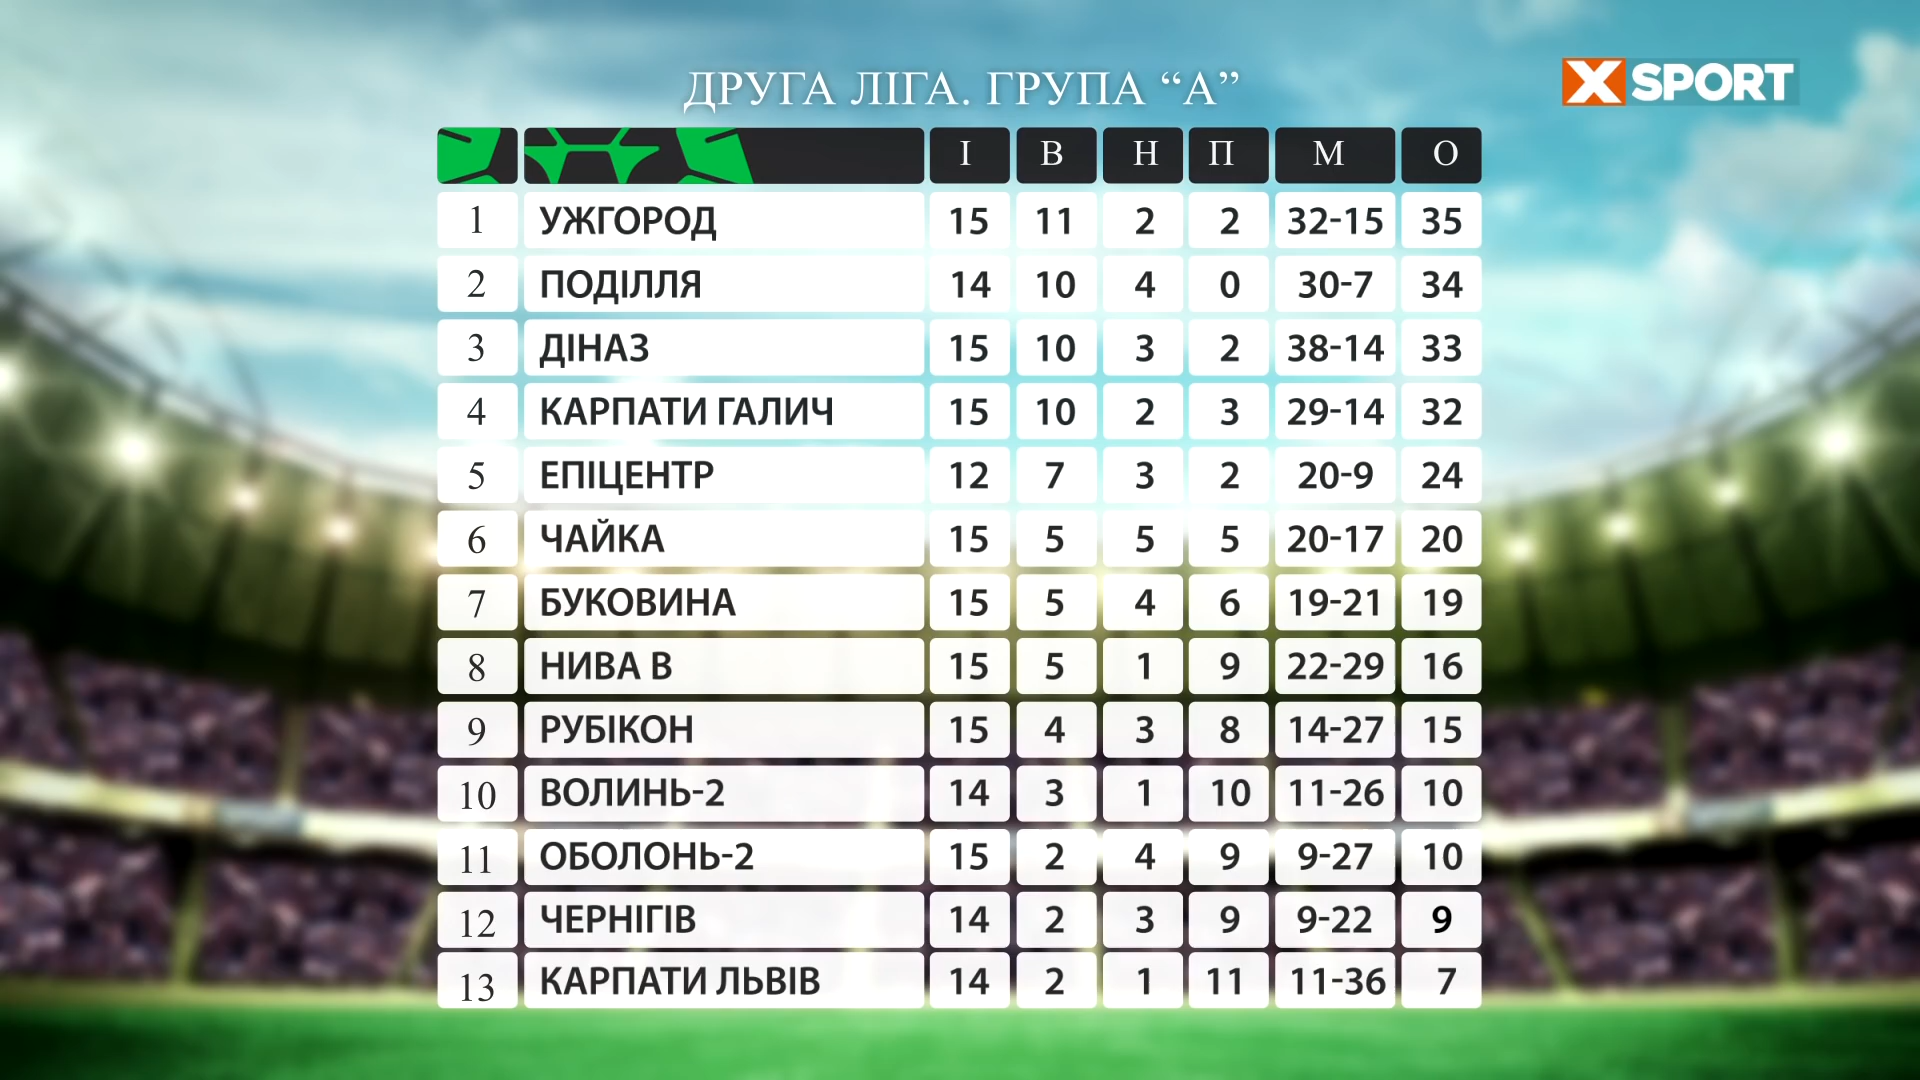 ДРУГА ЛІГА. ГРУПА “А”
X SPORT
І В Н П М О
1 УЖГОРОД 15 11 2 2 32-15 35
2 ПОДІЛЛЯ 14 10 4 0 30-7 34
3 ДІНАЗ 15 10 3 2 38-14 33
4 КАРПАТИ ГАЛИЧ 15 10 2 3 29-14 32
5 ЕПІЦЕНТР 12 7 3 2 20-9 24
6 ЧАЙКА 15 5 5 5 20-17 20
7 БУКОВИНА 15 5 4 6 19-21 19
8 НИВА В 15 5 1 9 22-29 16
9 РУБІКОН 15 4 3 8 14-27 15
10 ВОЛИНЬ-2 14 3 1 10 11-26 10
11 ОБОЛОНЬ-2 15 2 4 9 9-27 10
12 ЧЕРНІГІВ 14 2 3 9 9-22 9
13 КАРПАТИ ЛЬВІВ 14 2 1 11 11-36 7